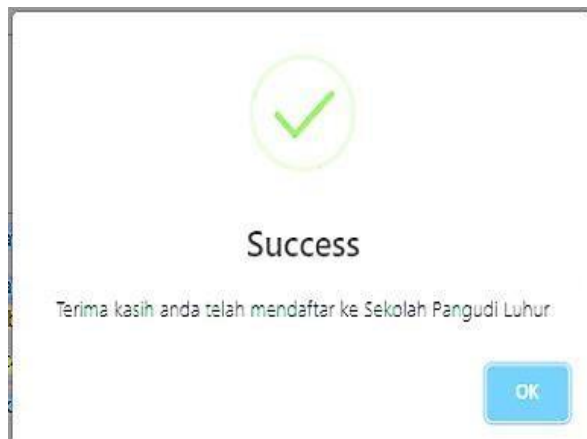 Success
Terima kasih anda telah mendaftar ke Sekolah Pangudi Luhur
OK